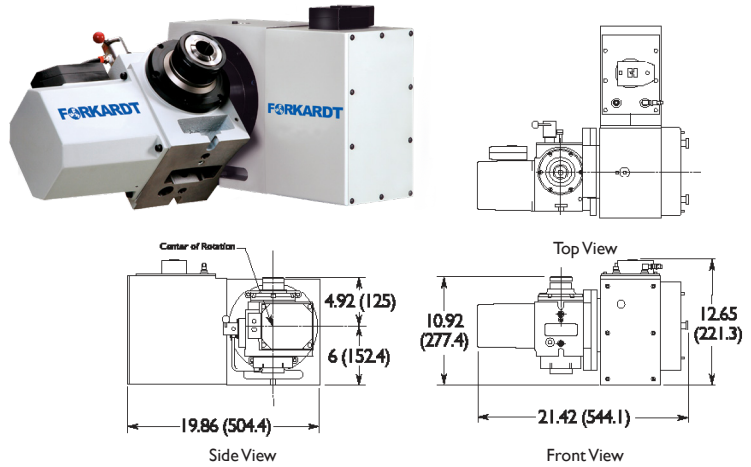 FORKARDT
FORKARDT
Top View
Center of Rotation
4.92 (125)
6 (152.4)
19.86 (504.4)
Side View
10.92
(277.4)
12.65
(221.3)
21.42 (544.1)
Front View